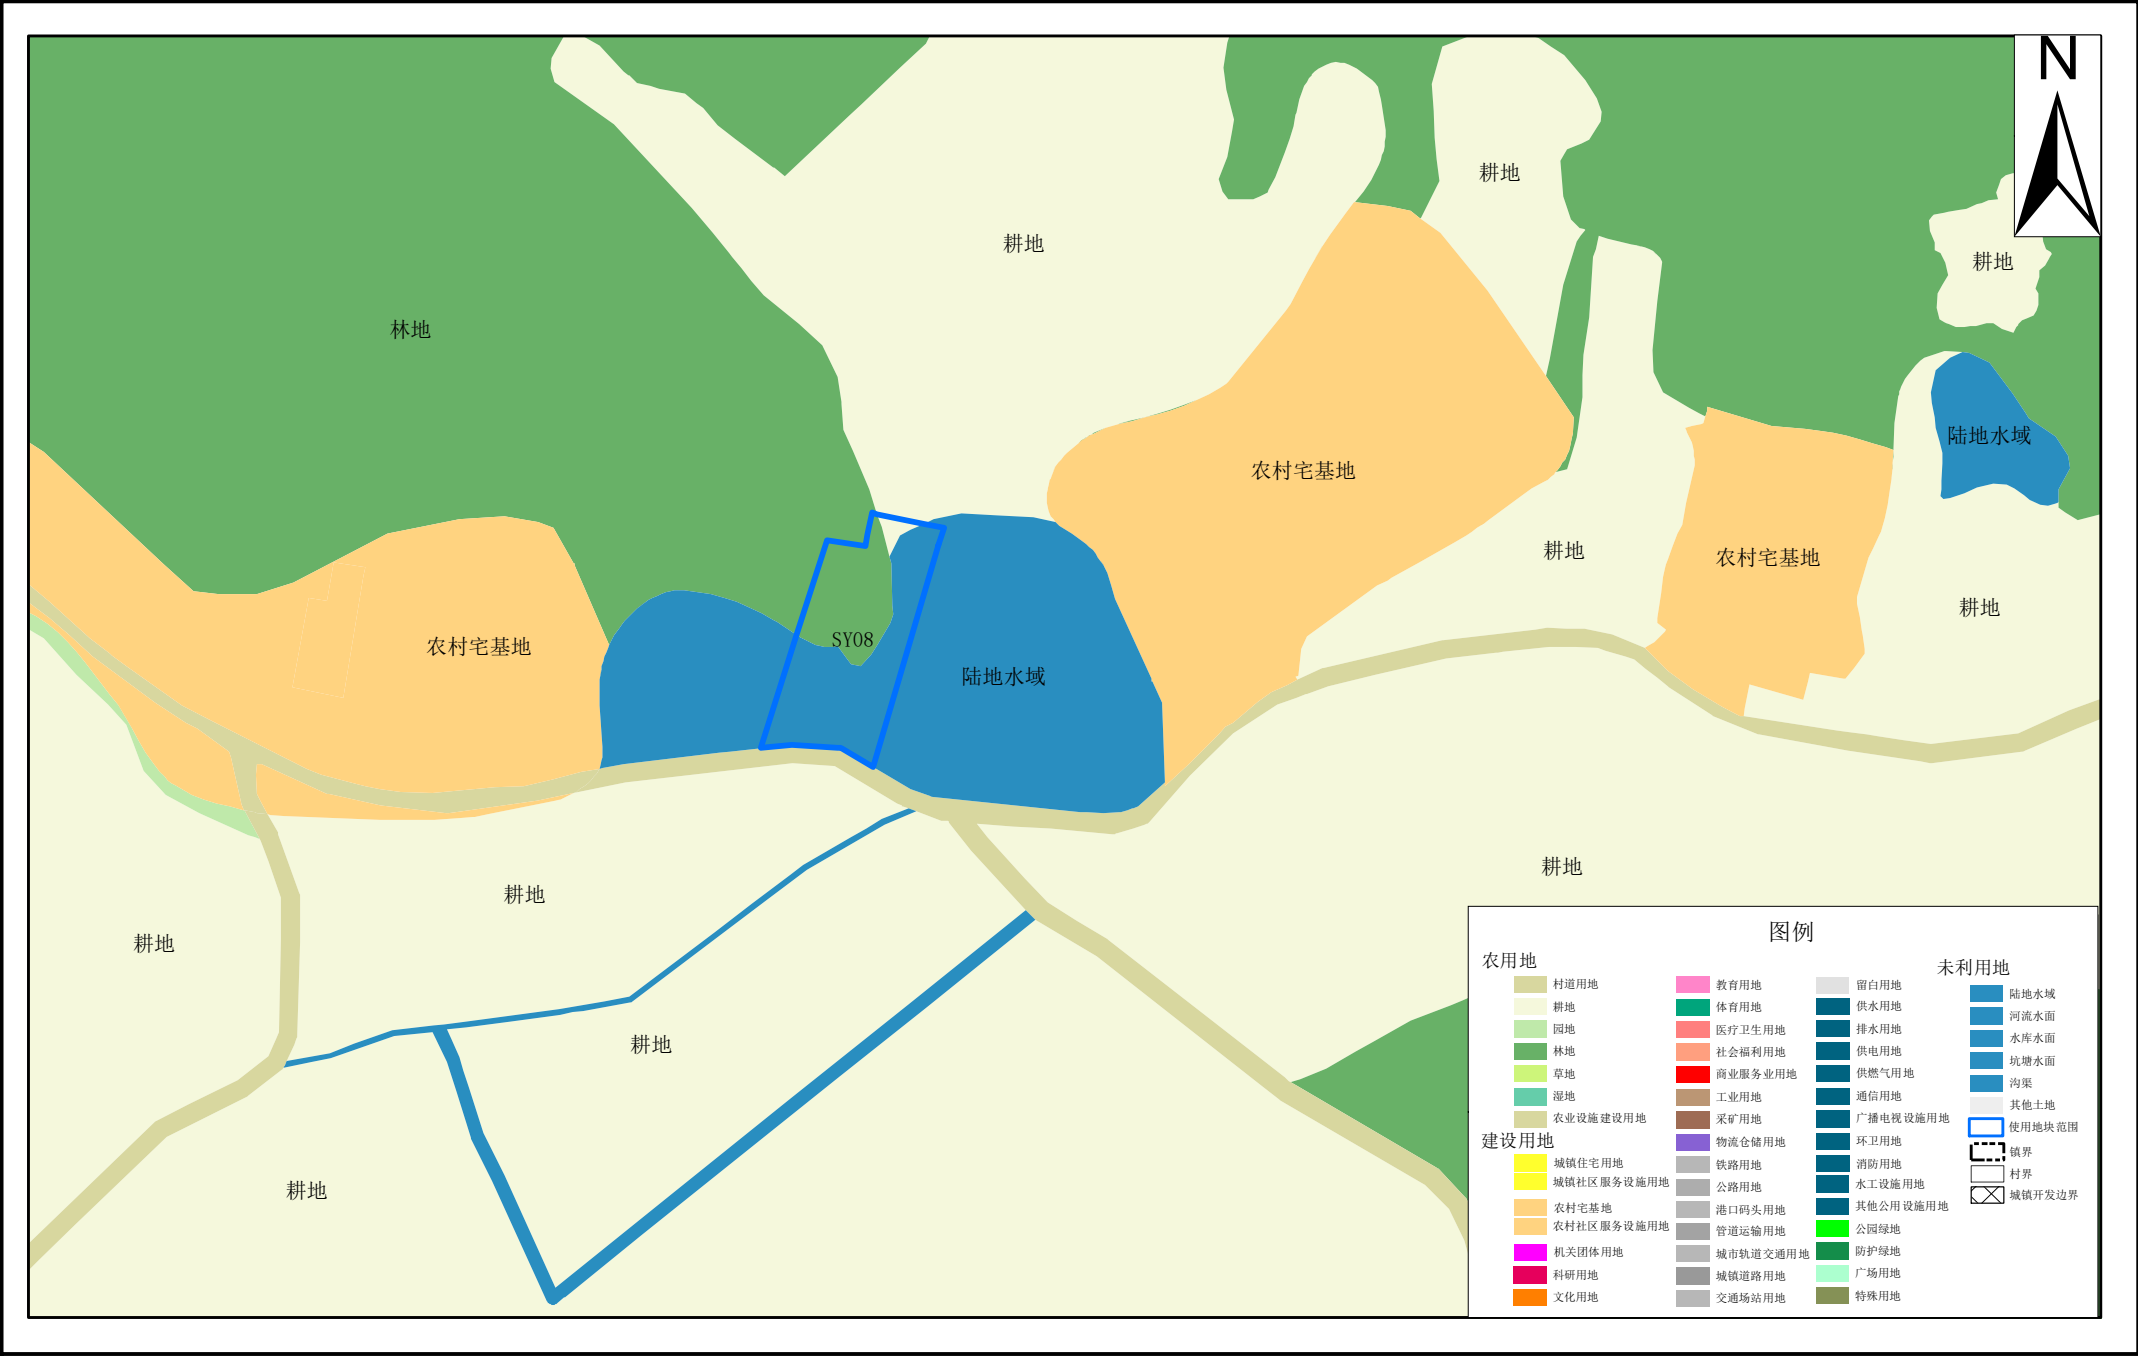 N
耕地
耕地
耕地
林地
陆地水域
农村宅基地
耕地
农村宅基地
耕地
SY08
农村宅基地
陆地水域
耕地
耕地
耕地
耕地
耕地
图例
农用地
村道用地
耕地
园地
林地
草地
湿地
农业设施建设用地
建设用地
城镇住宅用地
城镇社区服务设施用地
农村宅基地
农村社区服务设施用地
机关团体用地
科研用地
文化用地
教育用地
体育用地
医疗卫生用地
社会福利用地
商业服务业用地
工业用地
采矿用地
物流仓储用地
铁路用地
公路用地
港口码头用地
管道运输用地
城市轨道交通用地
城镇道路用地
交通场站用地
留白用地
供水用地
排水用地
供电用地
供燃气用地
通信用地
广播电视设施用地
环卫用地
消防用地
水工设施用地
其他公用设施用地
公园绿地
防护绿地
广场用地
特殊用地
未利用地
陆地水域
河流水面
水库水面
坑塘水面
沟渠
其他土地
使用地块范围
镇界
村界
城镇开发边界